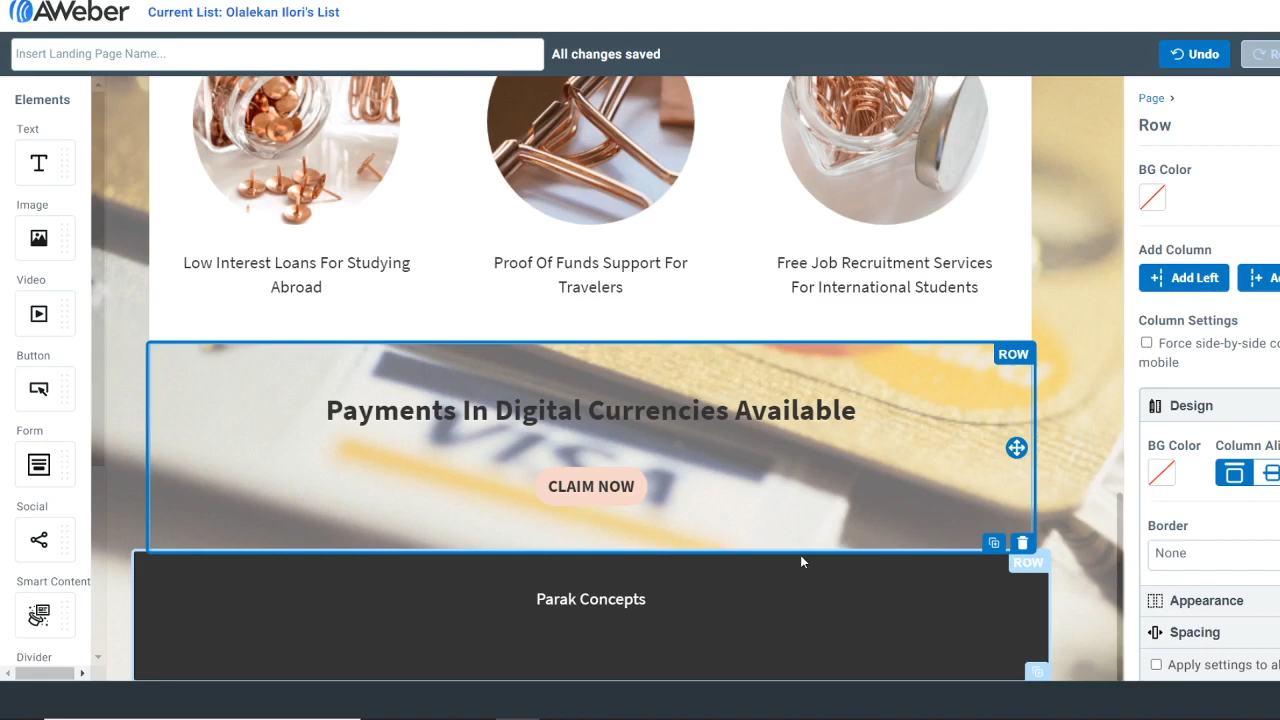 AWeber
Current List: Olalekan Ilori's List
Insert Landing Page Name...
All changes saved
Undo
Elements
Text
Image
Video
Button
Form
Social
Smart Content
Divider
Low Interest Loans For Studying
Abroad
Proof Of Funds Support For
Travelers
Free Job Recruitment Services
For International Students
ROW
Payments In Digital Currencies Available
VISA
CLAIM NOW
ROW
Parak Concepts
Page
Row
BG Color
Add Column
Add Left
Column Settings
Force side-by-side
mobile
Design
BG Color
Column
Border
None
Appearance
Spacing
Apply settings to